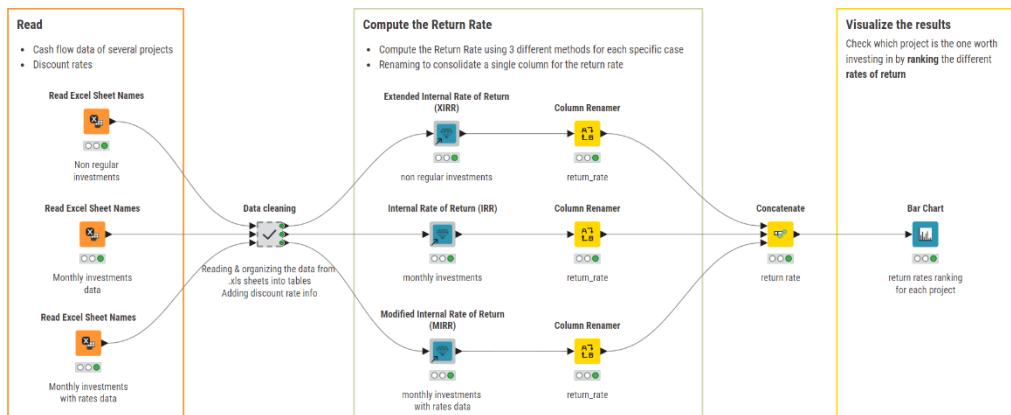 Read
• Cash flow data of several projects
• Discount rates
Read Excel Sheet Names
Non regular
investments
Read Excel Sheet Names
Monthly investments
data
Read Excel Sheet Names
Monthly investments
with rates data
Data cleaning
Reading & organizing the data from
.xls sheets into tables
Adding discount rate info
Compute the Return Rate
• Compute the Return Rate using 3 different methods for each specific case
• Renaming to consolidate a single column for the return rate
Extended Internal Rate of Return
(XIRR)
non regular investments
Column Renamer
return_rate
Internal Rate of Return (IRR)
monthly investments
Column Renamer
return_rate
Modified Internal Rate of Return
(MIRR)
monthly investments
with rates data
Column Renamer
return_rate
Concatenate
return rate
Visualize the results
Check which project is the one worth
investing in by ranking the different
rates of return
Bar Chart
return rates ranking
for each project